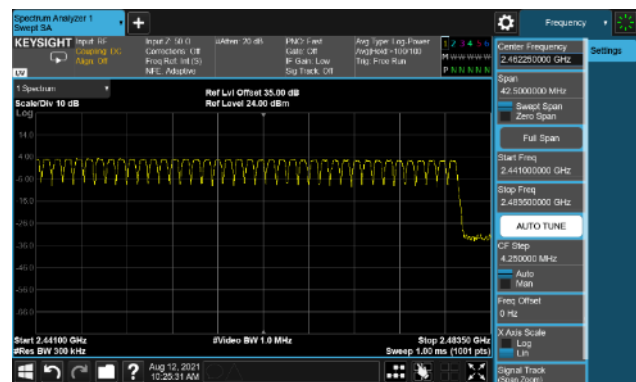 Spectrum Analyzer 1
Swept SA
Frequency
KEYSIGHT Input: RF
Coupling: DC
Align: Off
Input Z: 50 Ω
Corrections: Off
Freq Ref: Int (S)
NFE: Adaptive
#Atten: 20 dB
PNO: Fast
Gate: Off
IF Gain: Low
Sig Track: Off
Avg Type: Log-Power
Avg|Hold: >100/100
Trig: Free Run
1 2 3 4 5 6
M W W W W W
P N N N N N
Center Frequency
2.462250000 GHz
Settings
1 Spectrum
Scale/Div 10 dB
Log
Ref Lvl Offset 35.00 dB
Ref Level 24.00 dBm
Span
42.5000000 MHz
Swept Span
Zero Span
Full Span
Start Freq
2.441000000 GHz
Stop Freq
2.483500000 GHz
AUTO TUNE
CF Step
4.250000 MHz
Auto
Man
Freq Offset
0 Hz
X Axis Scale
Log
Lin
Signal Track
(Span Zoom)
14.0
4.00
-16.0
-26.0
-36.0
-46.0
-56.0
-66.0
Start 2.44100 GHz
#Res BW 300 kHz
#Video BW 1.0 MHz
Stop 2.48350 GHz
Sweep 1.00 ms (1001 pts)
Aug 12, 2021
10:25:31 AM